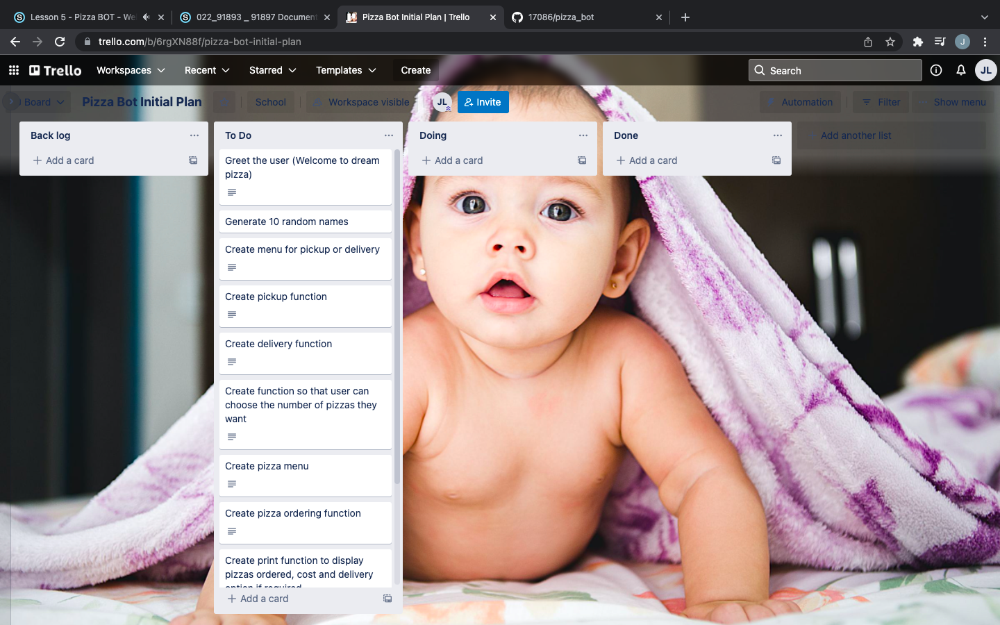 Lesson 5 - Pizza BOT - We
022_91893 _ 91897 Document
Pizza Bot Initial Plan | Trello
17086/pizza_bot
trello.com/b/6rgXN88f/pizza-bot-initial-plan
J
Trello
Workspaces
Recent
Starred
Templates
Create
Search
JL
Board
Pizza Bot Initial Plan
School
Workspace visible
JL
Invite
Automation
Filter
Show menu
Back log
Add a card
To Do
Greet the user (Welcome to dream
pizza)
Generate 10 random names
Create menu for pickup or delivery
Create pickup function
Create delivery function
Create function so that user can
choose the number of pizzas they
want
Create pizza menu
Create pizza ordering function
Create print function to display
pizzas ordered, cost and delivery
option if required
Add a card
Doing
Add a card
Done
Add a card
Add another list